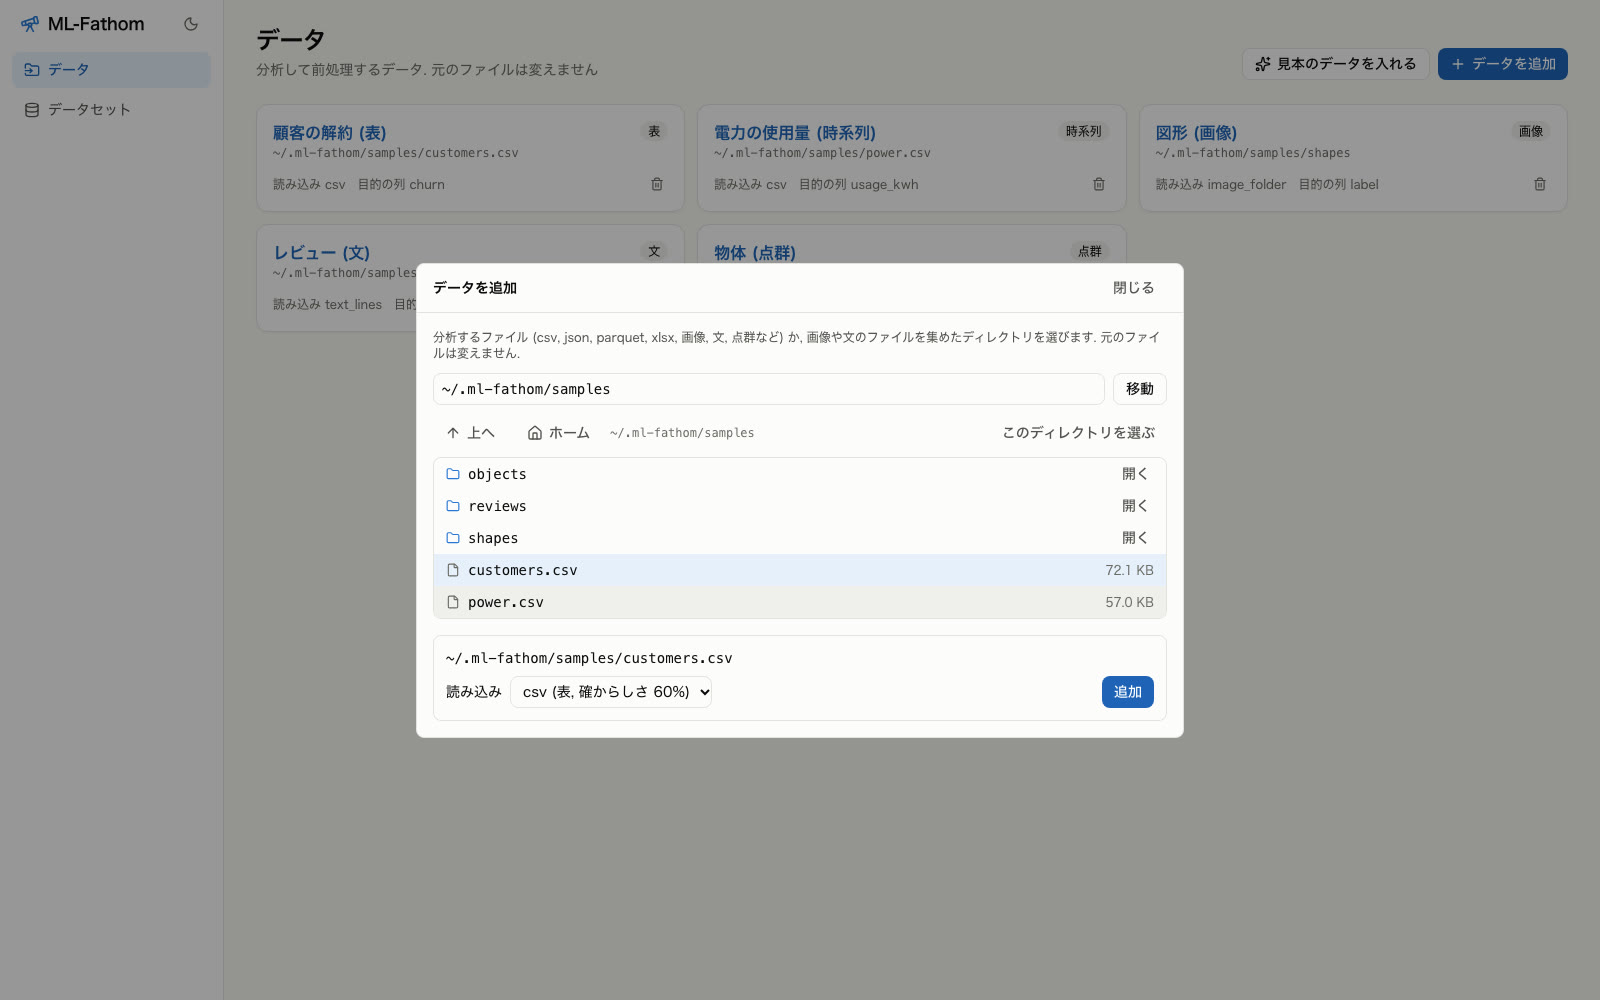 ML-Fathom
データ
データセット
データ
分析して前処理するデータ. 元のファイルは変えません
見本のデータを入れる
データを追加
顧客の解約 (表)
表
~/.ml-fathom/samples/customers.csv
読み込み csv 目的の列 churn
電力の使用量 (時系列)
時系列
~/.ml-fathom/samples/power.csv
読み込み csv 目的の列 usage_kwh
図形 (画像)
画像
~/.ml-fathom/samples/shapes
読み込み image_folder 目的の列 label
レビュー (文)
文
~/.ml-fathom/samples
読み込み text_lines 目的
物体 (点群)
点群
データを追加
閉じる
分析するファイル (csv, json, parquet, xlsx, 画像, 文, 点群など) か, 画像や文のファイルを集めたディレクトリを選びます. 元のファイ
ルは変えません.
~/.ml-fathom/samples
移動
上へ ホーム ~/.ml-fathom/samples
このディレクトリを選ぶ
objects 開く
reviews 開く
shapes 開く
customers.csv 72.1 KB
power.csv 57.0 KB
~/.ml-fathom/samples/customers.csv
読み込み csv (表, 確からしさ 60%)
追加